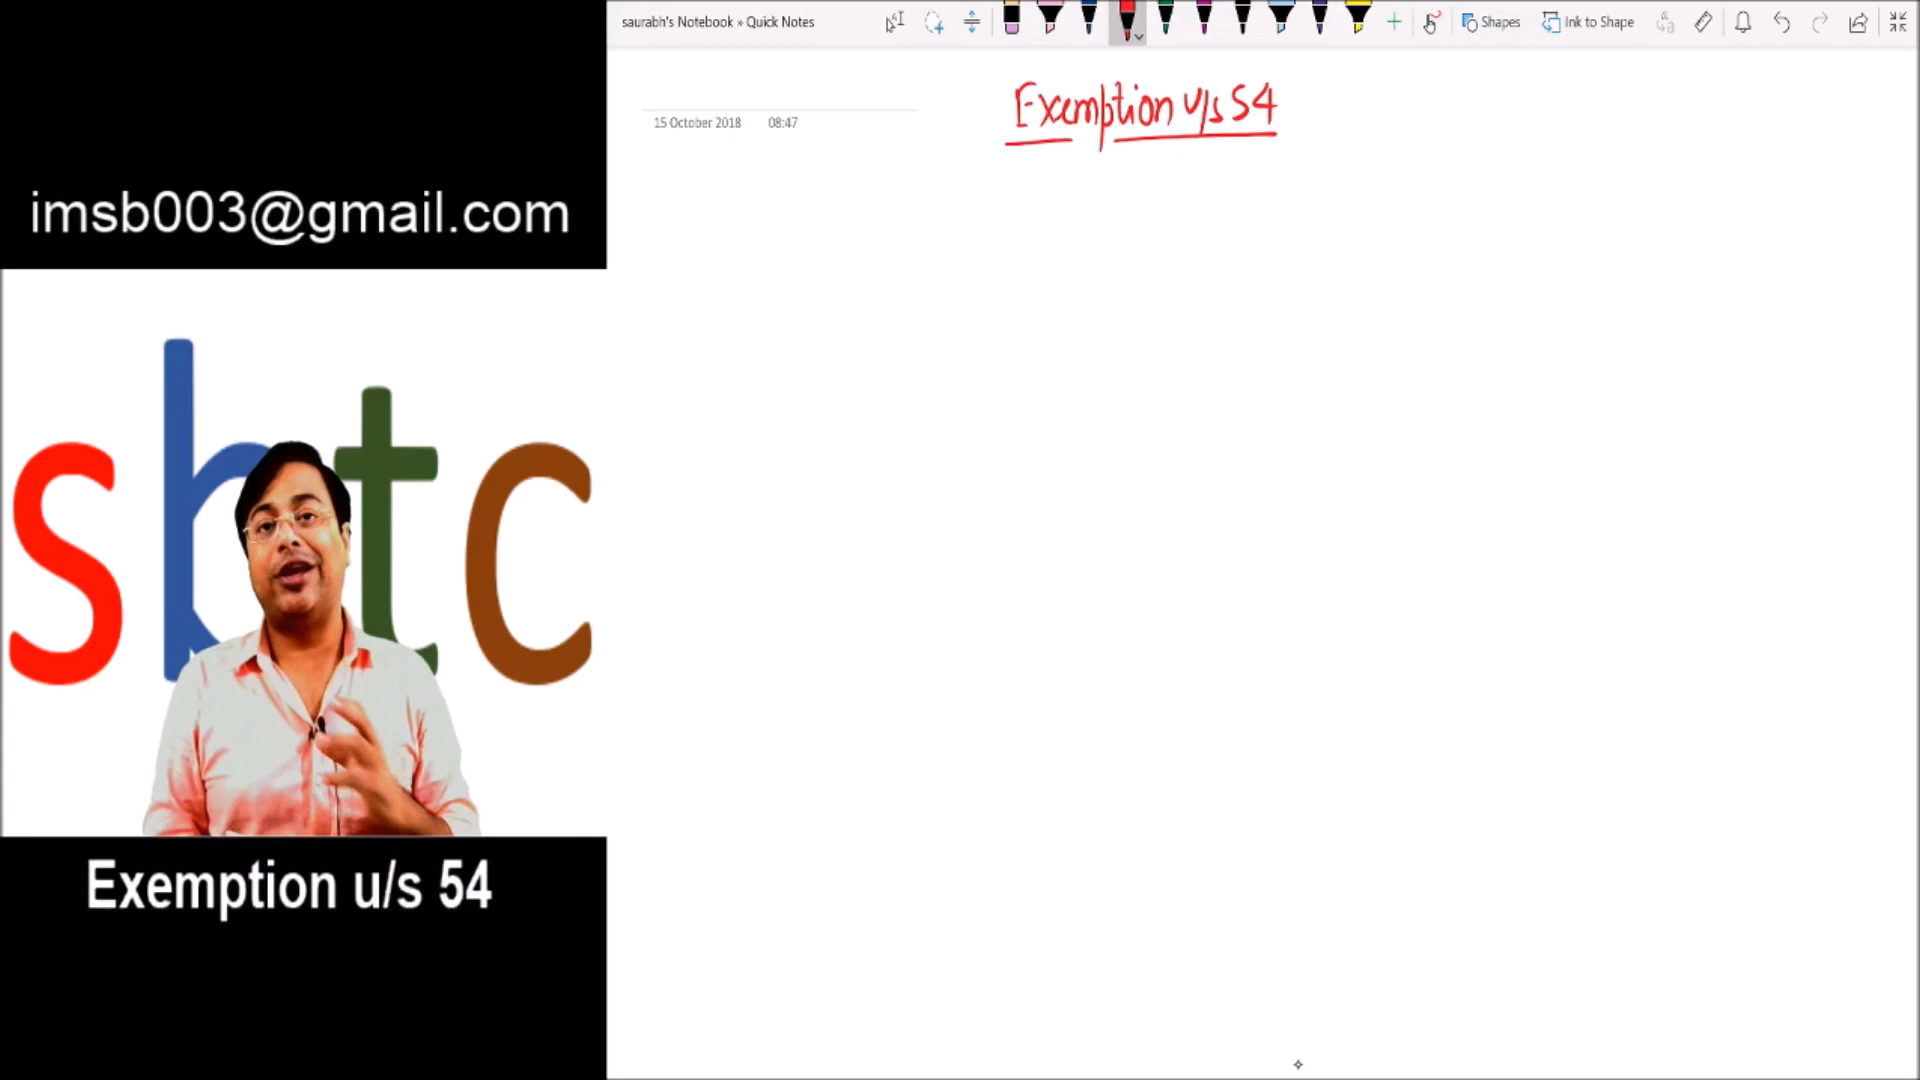 imsb003@gmail.com
sbtc
Exemption u/s 54
saurabh's Notebook » Quick Notes
Shapes
Ink to Shape
Exemption u/s 54
15 October 2018 08:47